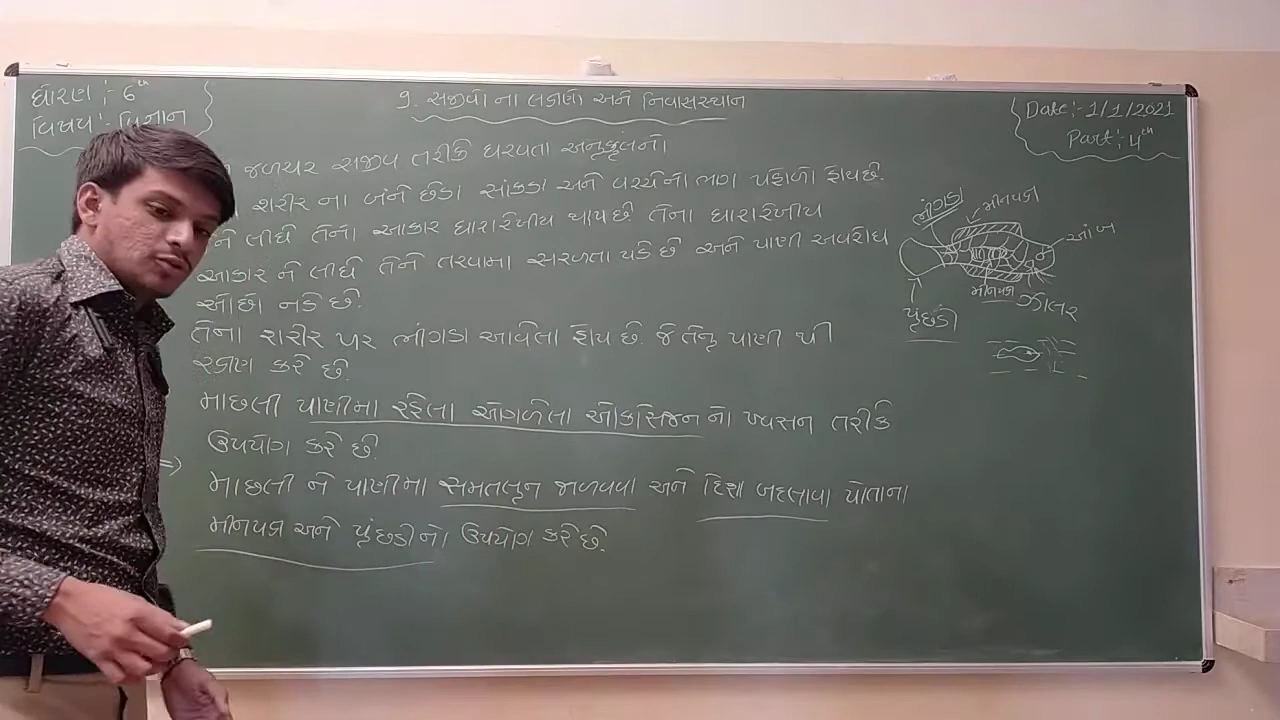 ધોરણ :- 6th
વિષય :- વિજ્ઞાન
9. સજીવો ના લક્ષણો અને નિવાસસ્થાન
Date:- 1/1/2021
Part:- 4th
જળચર સજીવ તરીકે ધરાવતા અનુકૂલનો
શરીર ના બંને છેડા સાંકડા અને વચ્ચેનો ભાગ પહોળો હોય છે.
ને લીધે તેનો આકાર ધારારેખીય થાય છે તેના ધારારેખીય
આકાર ને લીધે તેને તરવામાં સરળતા પડે છે અને પાણી અવરોધ
ઓછો નડે છે.
તેના શરીર પર ભીંગડા આવેલા હોય છે. જે તેનુ પાણી થી
રક્ષણ કરે છે.
માછલી પાણીમા રહેલા ઓગળેલા ઓકસિજન નો શ્વસન તરીકે
ઉપયોગ કરે છે
=> માછલી ને પાણીમા સમતલુન જાળવવા અને દિશા બદલાવા પોતાના
મીનપક્ષ અને પૂંછડીનો ઉપયોગ કરે છે.
ભીંગડા
મીનપક્ષ
આંખ
મીનપક્ષ
ઝાલર
પૂંછડી